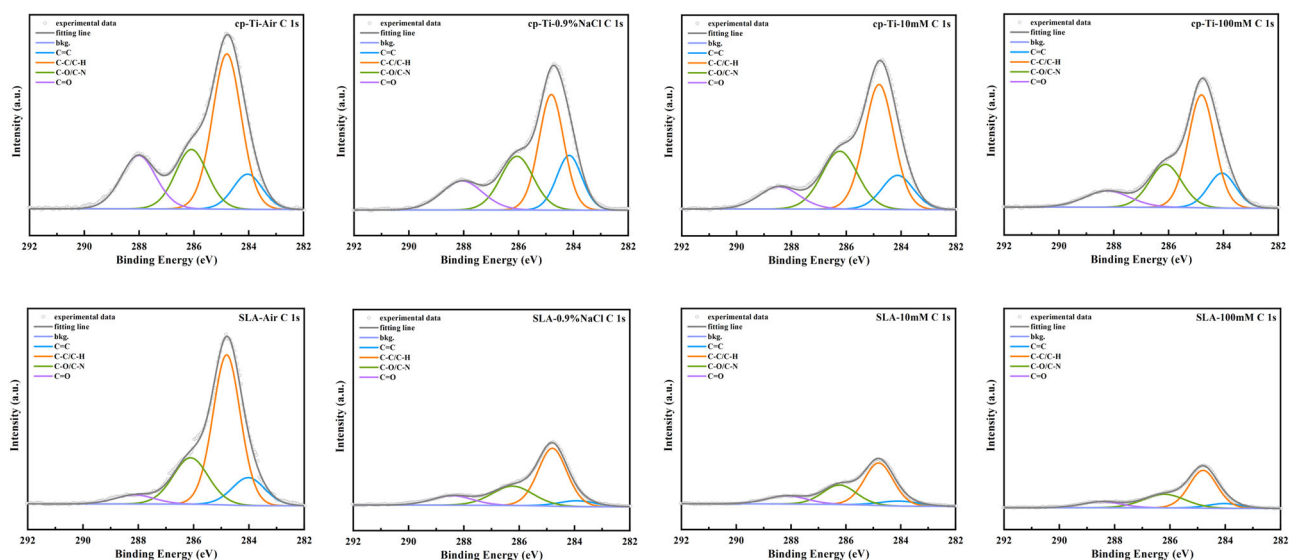 cp-Ti-Air C 1s
experimental data
fitting line
bkg.
C=C
C-C/C-H
C-O/C-N
C=O
Intensity (a.u.)
292 290 288 286 284 282
Binding Energy (eV)
cp-Ti-0.9%NaCl C 1s
experimental data
fitting line
bkg.
C=C
C-C/C-H
C-O/C-N
C=O
Intensity (a.u.)
292 290 288 286 284 282
Binding Energy (eV)
cp-Ti-10mM C 1s
experimental data
fitting line
bkg.
C=C
C-C/C-H
C-O/C-N
C=O
Intensity (a.u.)
292 290 288 286 284 282
Binding Energy (eV)
cp-Ti-100mM C 1s
experimental data
fitting line
bkg.
C=C
C-C/C-H
C-O/C-N
C=O
Intensity (a.u.)
292 290 288 286 284 282
Binding Energy (eV)
SLA-Air C 1s
experimental data
fitting line
bkg.
C=C
C-C/C-H
C-O/C-N
C=O
Intensity (a.u.)
292 290 288 286 284 282
Binding Energy (eV)
SLA-0.9%NaCl C 1s
experimental data
fitting line
bkg.
C=C
C-C/C-H
C-O/C-N
C=O
Intensity (a.u.)
292 290 288 286 284 282
Binding Energy (eV)
SLA-10mM C 1s
experimental data
fitting line
bkg.
C=C
C-C/C-H
C-O/C-N
C=O
Intensity (a.u.)
292 290 288 286 284 282
Binding Energy (eV)
SLA-100mM C 1s
experimental data
fitting line
bkg.
C=C
C-C/C-H
C-O/C-N
C=O
Intensity (a.u.)
292 290 288 286 284 282
Binding Energy (eV)